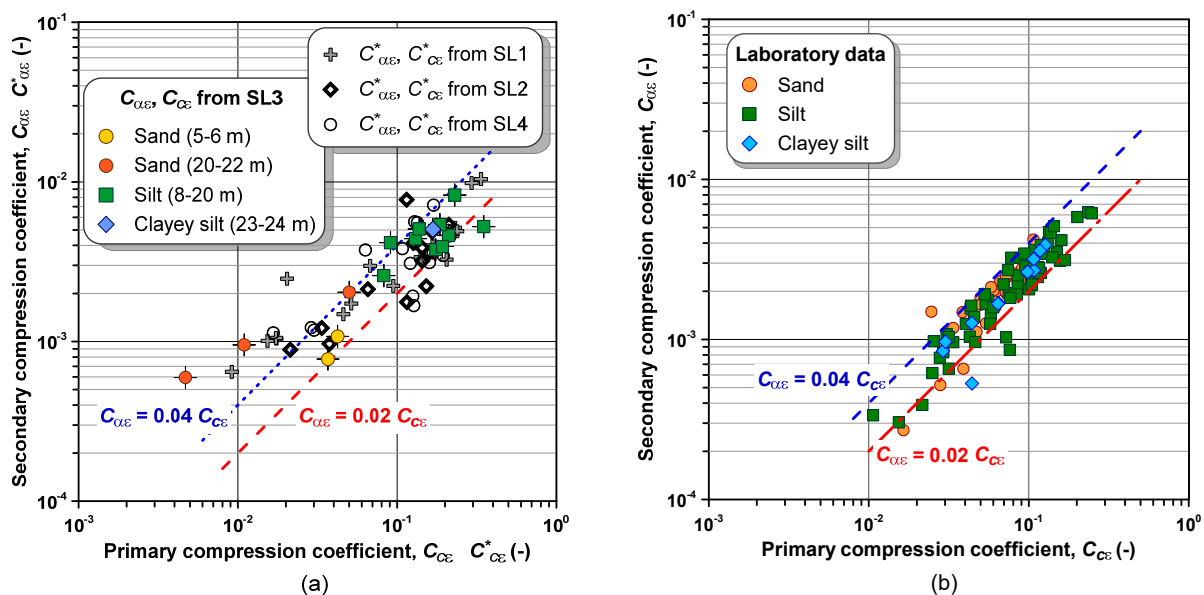 10⁻¹
10⁻²
10⁻³
10⁻⁴
10⁻³
10⁻²
10⁻¹
10⁰
Secondary compression coefficient, Cαε C*αε (-)
Primary compression coefficient, Ccε C*cε (-)
C*αε, C*cε from SL1
C*αε, C*cε from SL2
C*αε, C*cε from SL4
Cαε, Ccε from SL3
Sand (5-6 m)
Sand (20-22 m)
Silt (8-20 m)
Clayey silt (23-24 m)
Cαε = 0.04 Ccε
Cαε = 0.02 Ccε
(a)
10⁻¹
10⁻²
10⁻³
10⁻⁴
10⁻³
10⁻²
10⁻¹
10⁰
Secondary compression coefficient, Cαε (-)
Primary compression coefficient, Ccε (-)
Laboratory data
Sand
Silt
Clayey silt
Cαε = 0.04 Ccε
Cαε = 0.02 Ccε
(b)